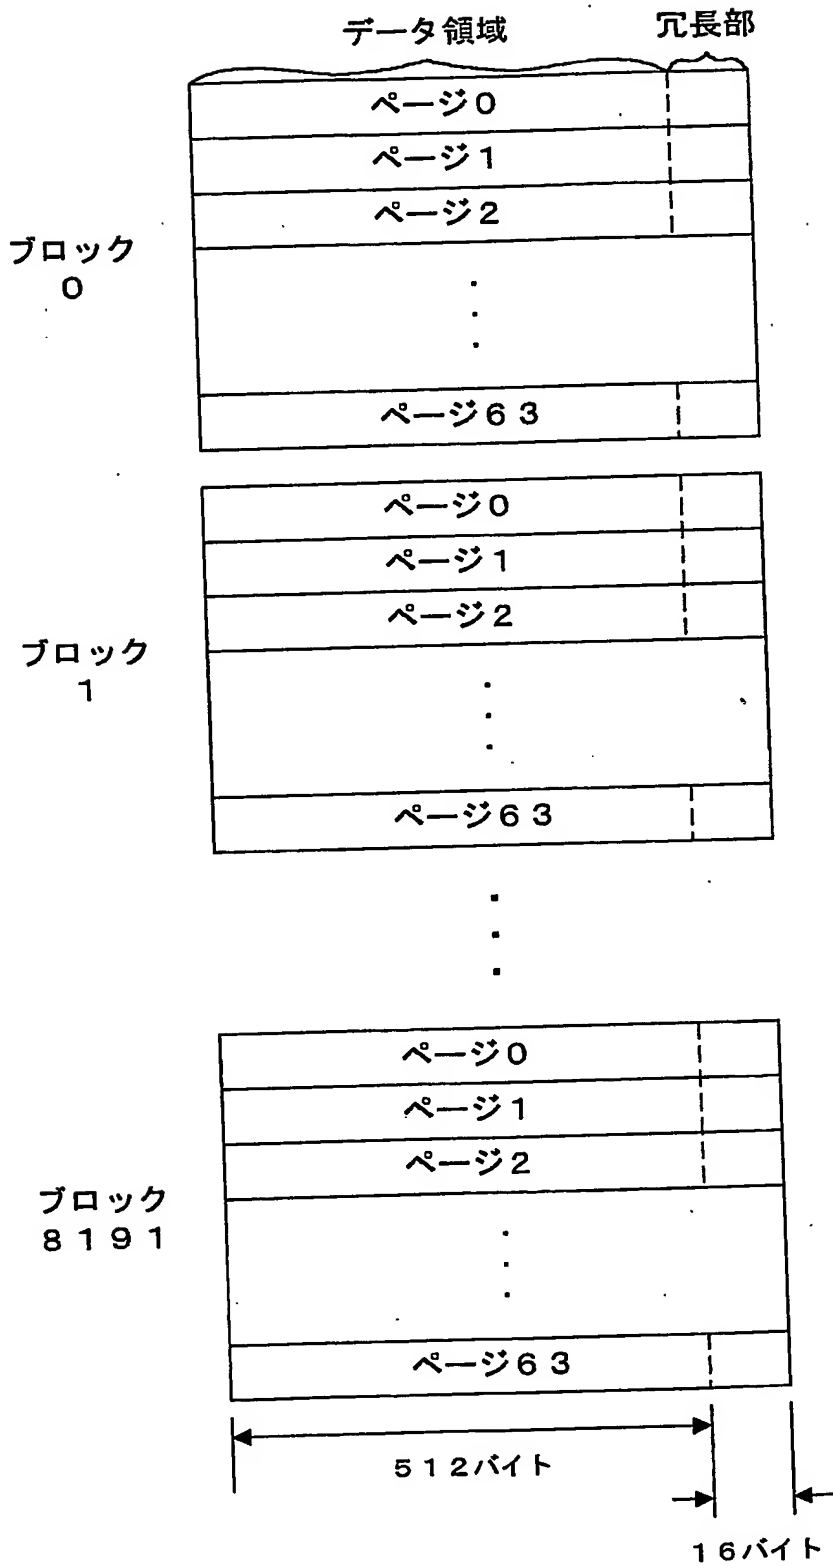 データ領域
冗長部
ページ0
ページ1
ページ2
ブロック
0
ページ63
ページ0
ページ1
ページ2
ブロック
1
ページ63
ページ0
ページ1
ページ2
ブロック
8191
ページ63
512バイト
16バイト